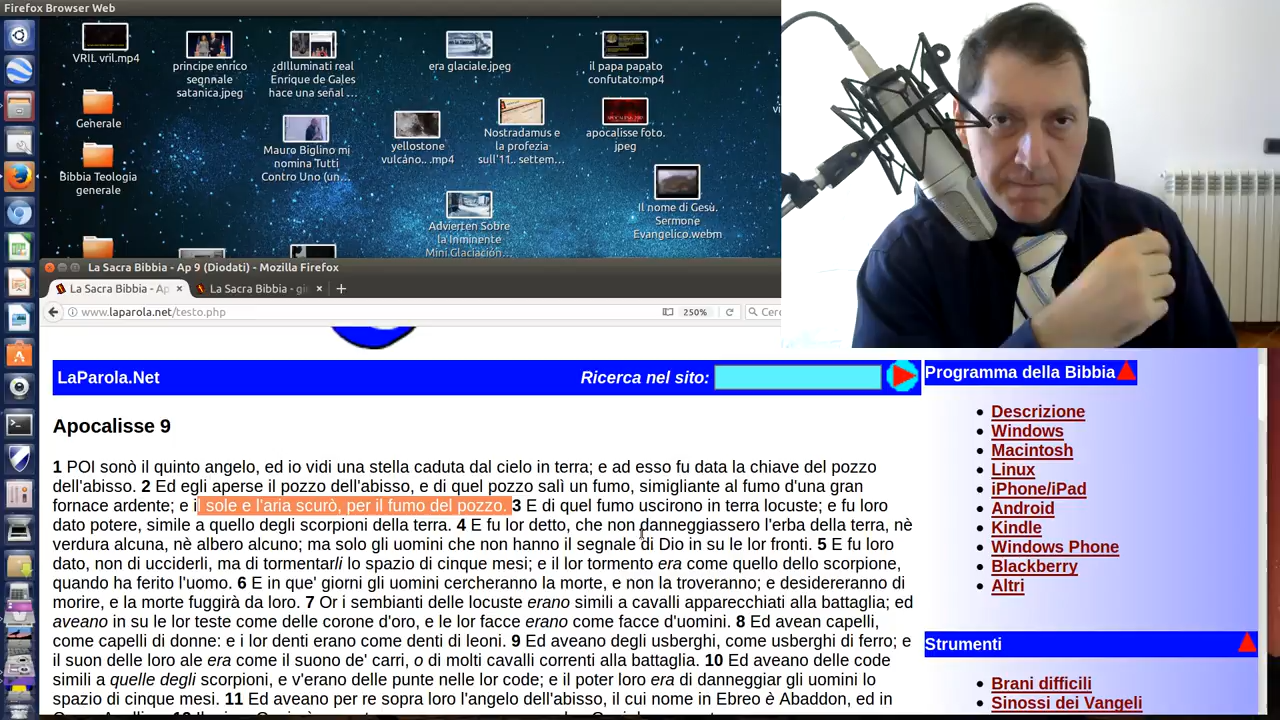 Firefox Browser Web
VRIL vril.mp4
principe enrico
segnnale
satanica.jpeg
¿dIlluminati real
Enrique de Gales
hace una señal ...
era glaciale.jpeg
il papa papato
confutato:mp4
Generale
Mauro Biglino mi
nomina Tutti
Contro Uno (un...
yellostone
vulcáno.. .mp4
Nostradamus e
la profezia
sull'11.. settem...
apocalisse foto.
jpeg
Bibbia Teologia
generale
Advierten Sobre
la Inminente
Mini Glaciación...
Il nome di Gesù.
Sermone
Evangelico.webm
La Sacra Bibbia - Ap 9 (Diodati) - Mozilla Firefox
La Sacra Bibbia - Ap
La Sacra Bibbia - gi
www.laparola.net/testo.php
250%
Cer
LaParola.Net
Ricerca nel sito:
Apocalisse 9
1 POI sonò il quinto angelo, ed io vidi una stella caduta dal cielo in terra; e ad esso fu data la chiave del pozzo
dell'abisso. 2 Ed egli aperse il pozzo dell'abisso, e di quel pozzo salì un fumo, simigliante al fumo d'una gran
fornace ardente; e il sole e l'aria scurò, per il fumo del pozzo. 3 E di quel fumo uscirono in terra locuste; e fu loro
dato potere, simile a quello degli scorpioni della terra. 4 E fu lor detto, che non danneggiassero l'erba della terra, nè
verdura alcuna, nè albero alcuno; ma solo gli uomini che non hanno il segnale di Dio in su le lor fronti. 5 E fu loro
dato, non di ucciderli, ma di tormentarli lo spazio di cinque mesi; e il lor tormento era come quello dello scorpione,
quando ha ferito l'uomo. 6 E in que' giorni gli uomini cercheranno la morte, e non la troveranno; e desidereranno di
morire, e la morte fuggirà da loro. 7 Or i sembianti delle locuste erano simili a cavalli apparecchiati alla battaglia; ed
aveano in su le lor teste come delle corone d'oro, e le lor facce erano come facce d'uomini. 8 Ed avean capelli,
come capelli di donne: e i lor denti erano come denti di leoni. 9 Ed aveano degli usberghi, come usberghi di ferro; e
il suon delle loro ale era come il suono de' carri, o di molti cavalli correnti alla battaglia. 10 Ed aveano delle code
simili a quelle degli scorpioni, e v'erano delle punte nelle lor code; e il poter loro era di danneggiar gli uomini lo
spazio di cinque mesi. 11 Ed aveano per re sopra loro l'angelo dell'abisso, il cui nome in Ebreo è Abaddon, ed in
Programma della Bibbia
Descrizione
Windows
Macintosh
Linux
iPhone/iPad
Android
Kindle
Windows Phone
Blackberry
Altri
Strumenti
Brani difficili
Sinossi dei Vangeli